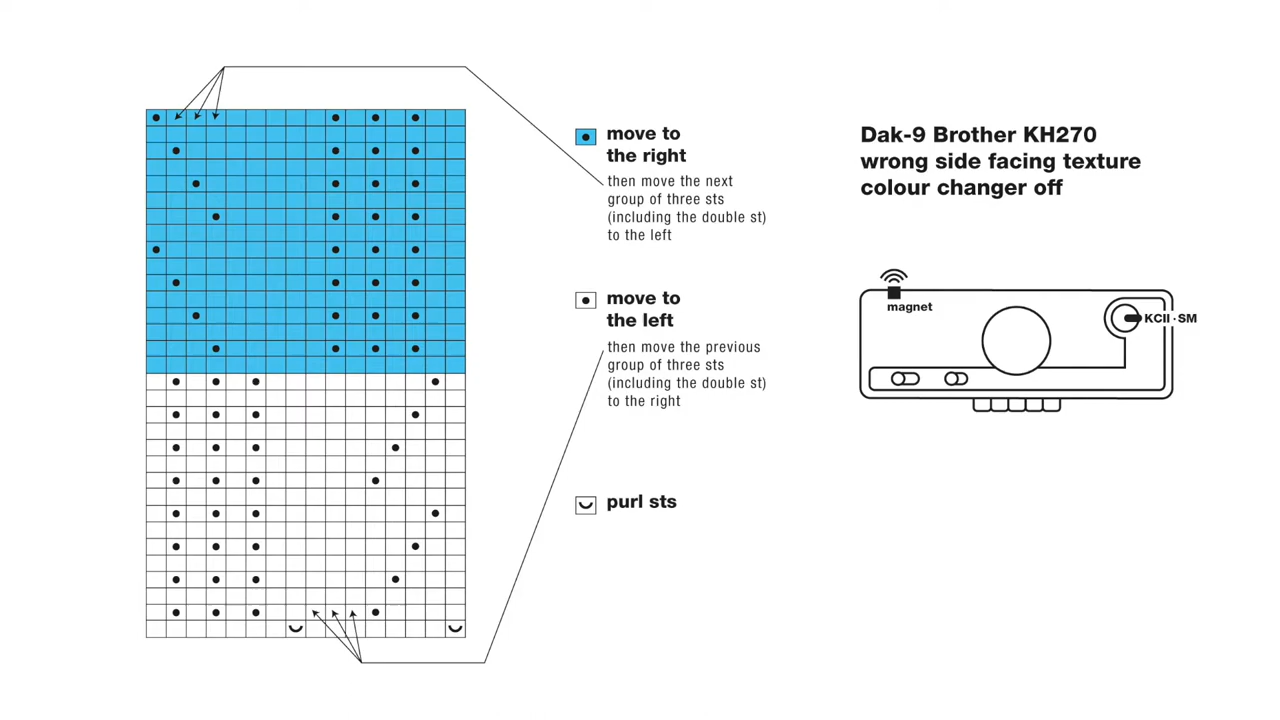 move to
the right
then move the next
group of three sts
(including the double st)
to the left
move to
the left
then move the previous
group of three sts
(including the double st)
to the right
purl sts
Dak-9 Brother KH270
wrong side facing texture
colour changer off
magnet
KCII·SM